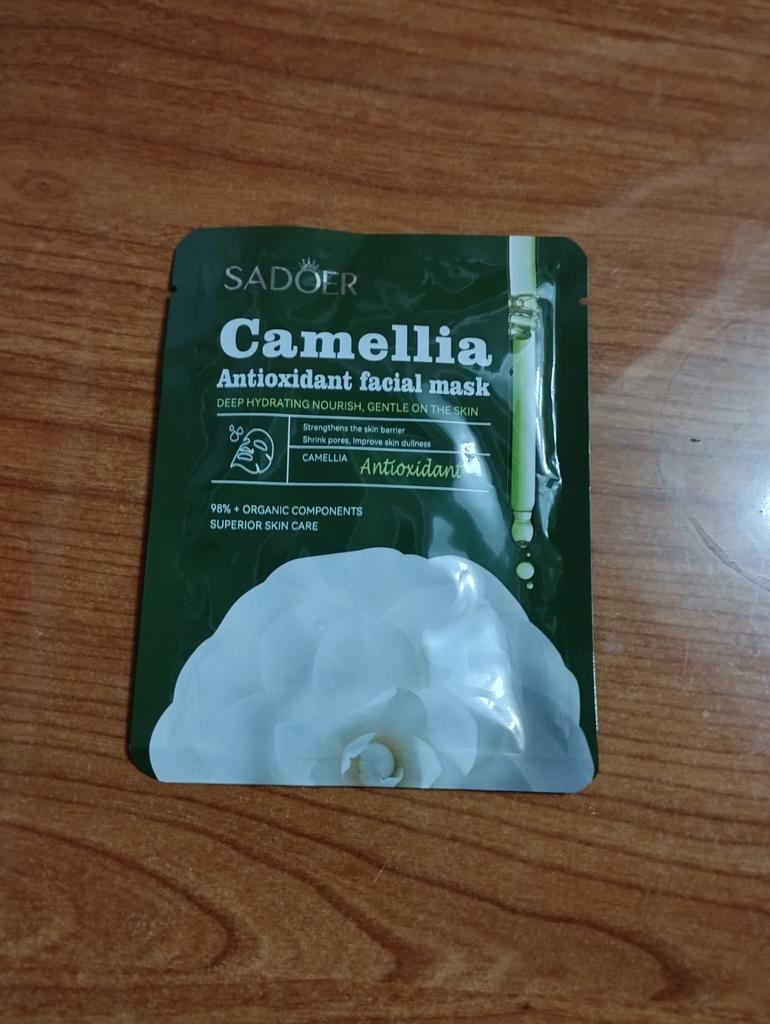 SADOER
Camellia
Antioxidant facial mask
DEEP HYDRATING NOURISH, GENTLE ON THE SKIN
Strengthens the skin barrier
Shrink pores, Improve skin dullness
CAMELLIA Antioxidant
98% + ORGANIC COMPONENTS
SUPERIOR SKIN CARE